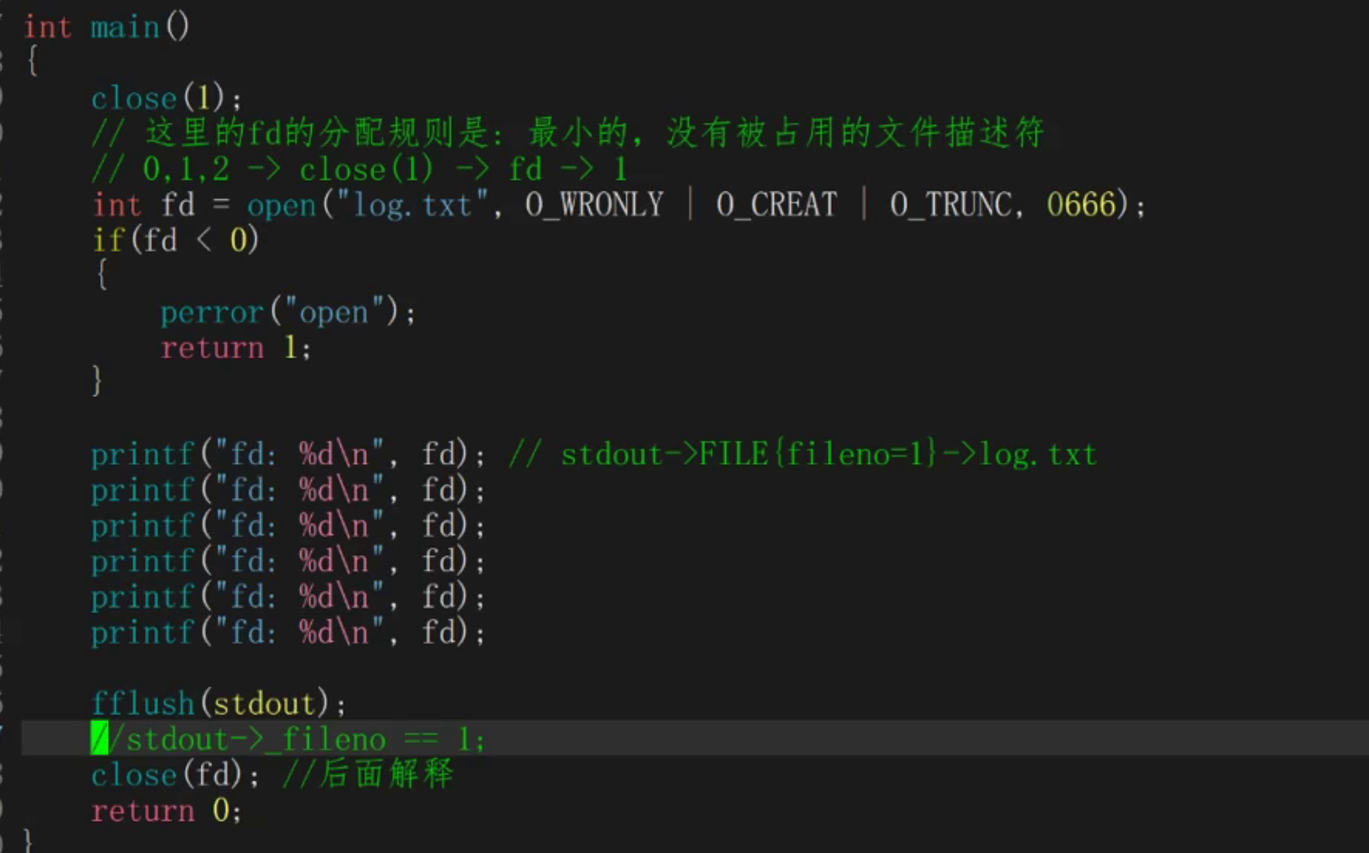 int main()
{
    close(1);
    // 这里的fd的分配规则是：最小的，没有被占用的文件描述符
    // 0,1,2 -> close(1) -> fd -> 1
    int fd = open("log.txt", O_WRONLY | O_CREAT | O_TRUNC, 0666);
    if(fd < 0)
    {
        perror("open");
        return 1;
    }
    printf("fd: %d\n", fd); // stdout->FILE{fileno=1}->log.txt
    printf("fd: %d\n", fd);
    printf("fd: %d\n", fd);
    printf("fd: %d\n", fd);
    printf("fd: %d\n", fd);
    printf("fd: %d\n", fd);
    fflush(stdout);
    //stdout->_fileno == 1;
    close(fd); //后面解释
    return 0;
}